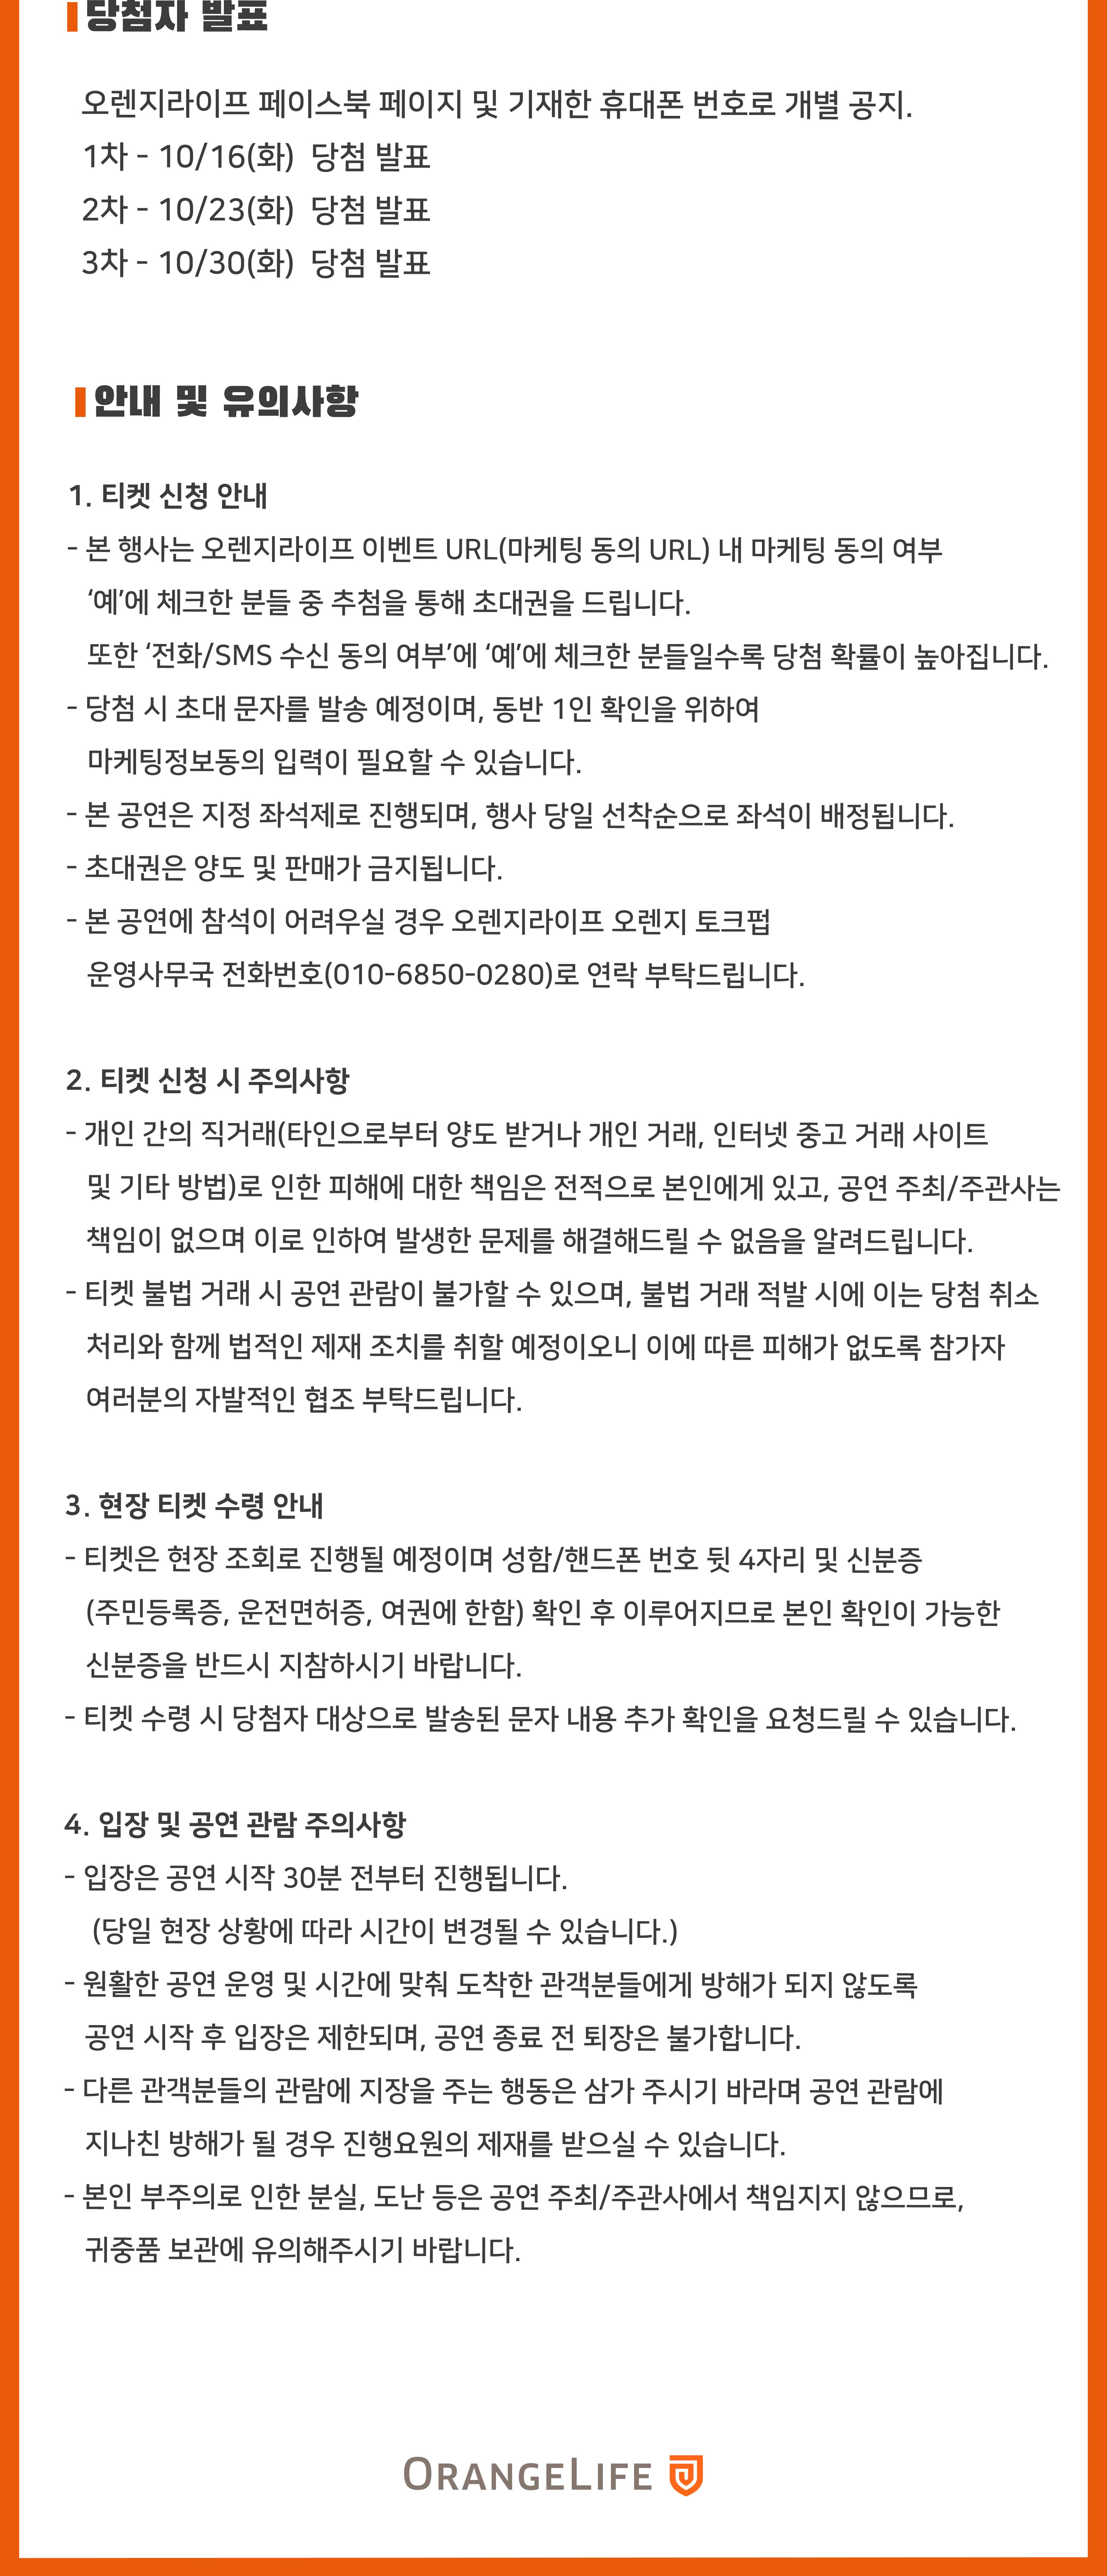 당첨자 발표
오렌지라이프 페이스북 페이지 및 기재한 휴대폰 번호로 개별 공지.
1차 - 10/16(화) 당첨 발표
2차 - 10/23(화) 당첨 발표
3차 - 10/30(화) 당첨 발표
안내 및 유의사항
1. 티켓 신청 안내
- 본 행사는 오렌지라이프 이벤트 URL(마케팅 동의 URL) 내 마케팅 동의 여부
‘예’에 체크한 분들 중 추첨을 통해 초대권을 드립니다.
또한 ‘전화/SMS 수신 동의 여부’에 ‘예’에 체크한 분들일수록 당첨 확률이 높아집니다.
- 당첨 시 초대 문자를 발송 예정이며, 동반 1인 확인을 위하여
마케팅정보동의 입력이 필요할 수 있습니다.
- 본 공연은 지정 좌석제로 진행되며, 행사 당일 선착순으로 좌석이 배정됩니다.
- 초대권은 양도 및 판매가 금지됩니다.
- 본 공연에 참석이 어려우실 경우 오렌지라이프 오렌지 토크펍
운영사무국 전화번호(010-6850-0280)로 연락 부탁드립니다.
2. 티켓 신청 시 주의사항
- 개인 간의 직거래(타인으로부터 양도 받거나 개인 거래, 인터넷 중고 거래 사이트
및 기타 방법)로 인한 피해에 대한 책임은 전적으로 본인에게 있고, 공연 주최/주관사는
책임이 없으며 이로 인하여 발생한 문제를 해결해드릴 수 없음을 알려드립니다.
- 티켓 불법 거래 시 공연 관람이 불가할 수 있으며, 불법 거래 적발 시에 이는 당첨 취소
처리와 함께 법적인 제재 조치를 취할 예정이오니 이에 따른 피해가 없도록 참가자
여러분의 자발적인 협조 부탁드립니다.
3. 현장 티켓 수령 안내
- 티켓은 현장 조회로 진행될 예정이며 성함/핸드폰 번호 뒷 4자리 및 신분증
(주민등록증, 운전면허증, 여권에 한함) 확인 후 이루어지므로 본인 확인이 가능한
신분증을 반드시 지참하시기 바랍니다.
- 티켓 수령 시 당첨자 대상으로 발송된 문자 내용 추가 확인을 요청드릴 수 있습니다.
4. 입장 및 공연 관람 주의사항
- 입장은 공연 시작 30분 전부터 진행됩니다.
(당일 현장 상황에 따라 시간이 변경될 수 있습니다.)
- 원활한 공연 운영 및 시간에 맞춰 도착한 관객분들에게 방해가 되지 않도록
공연 시작 후 입장은 제한되며, 공연 종료 전 퇴장은 불가합니다.
- 다른 관객분들의 관람에 지장을 주는 행동은 삼가 주시기 바라며 공연 관람에
지나친 방해가 될 경우 진행요원의 제재를 받으실 수 있습니다.
- 본인 부주의로 인한 분실, 도난 등은 공연 주최/주관사에서 책임지지 않으므로,
귀중품 보관에 유의해주시기 바랍니다.
ORANGELIFE